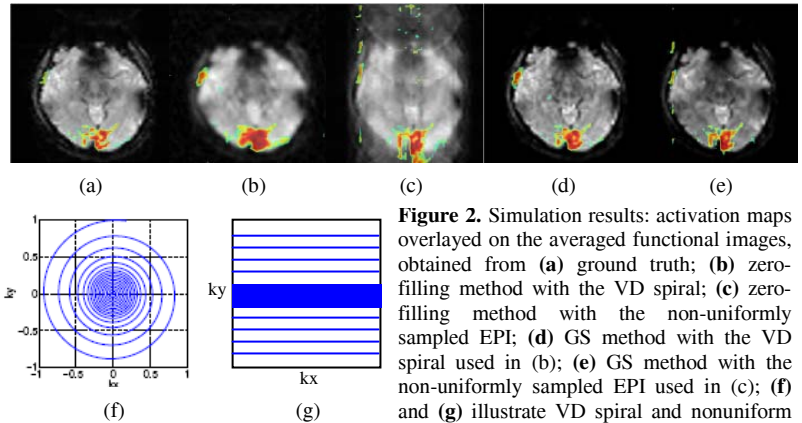 (a) (b) (c) (d) (e)
1
0.5
0
-0.5
-1
-1 -0.5 0 0.5 1
ky
kx
(f)
ky
kx
(g)
Figure 2. Simulation results: activation maps
overlayed on the averaged functional images,
obtained from (a) ground truth; (b) zero-
filling method with the VD spiral; (c) zero-
filling method with the non-uniformly
sampled EPI; (d) GS method with the VD
spiral used in (b); (e) GS method with the
non-uniformly sampled EPI used in (c); (f)
and (g) illustrate VD spiral and nonuniform